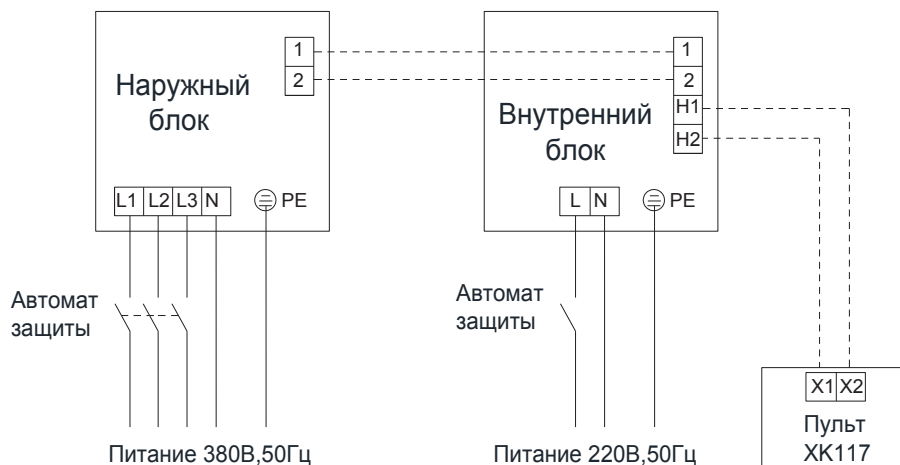 Наружный
блок
1
2
L1 L2 L3 N
PE
Автомат
защиты
Питание 380В,50Гц
Внутренний
блок
1
2
H1
H2
L N
PE
Автомат
защиты
Питание 220В,50Гц
X1 X2
Пульт
XK117